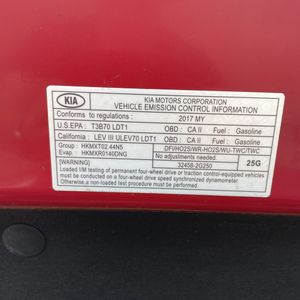 KIA
KIA MOTORS CORPORATION
VEHICLE EMISSION CONTROL INFORMATION
Conforms to regulations : 2017 MY
U.S.EPA : T3B70 LDT1 OBD : CA II Fuel : Gasoline
California : LEV III ULEV70 LDT1 OBD : CA II Fuel : Gasoline
Group : HKMXT02.44N5
Evap. : HKMXR0140DNG
DFI/HO2S/WR-HO2S/WU-TWC/TWC
No adjustments needed.
32458-2G250
25G
WARNING
Loaded I/M testing of permanent four-wheel drive or traction control-equipped vehicles
must be conducted on a four-wheel drive speed synchronized dynamometer.
Otherwise a non-loaded test procedure must be performed.